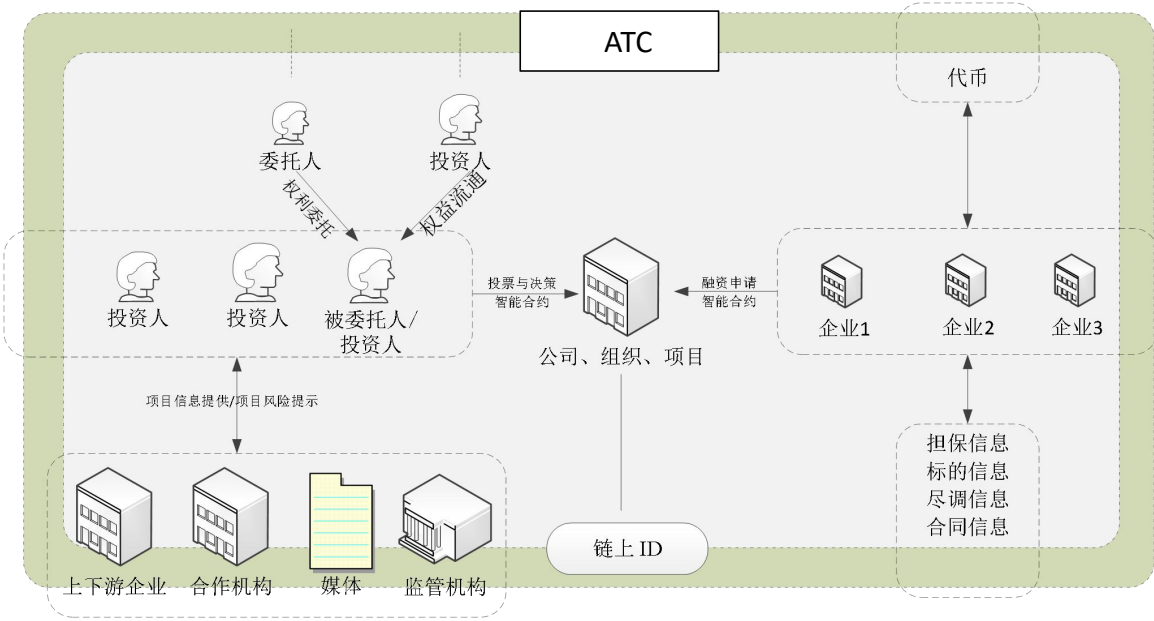 ATC
代币
委托人
投资人
权利委托
权益流通
投资人
投资人
被委托人/
投资人
投票与决策
智能合约
公司、组织、项目
融资申请
智能合约
企业1
企业2
企业3
项目信息提供/项目风险提示
担保信息
标的信息
尽调信息
合同信息
上下游企业
合作机构
媒体
监管机构
链上 ID